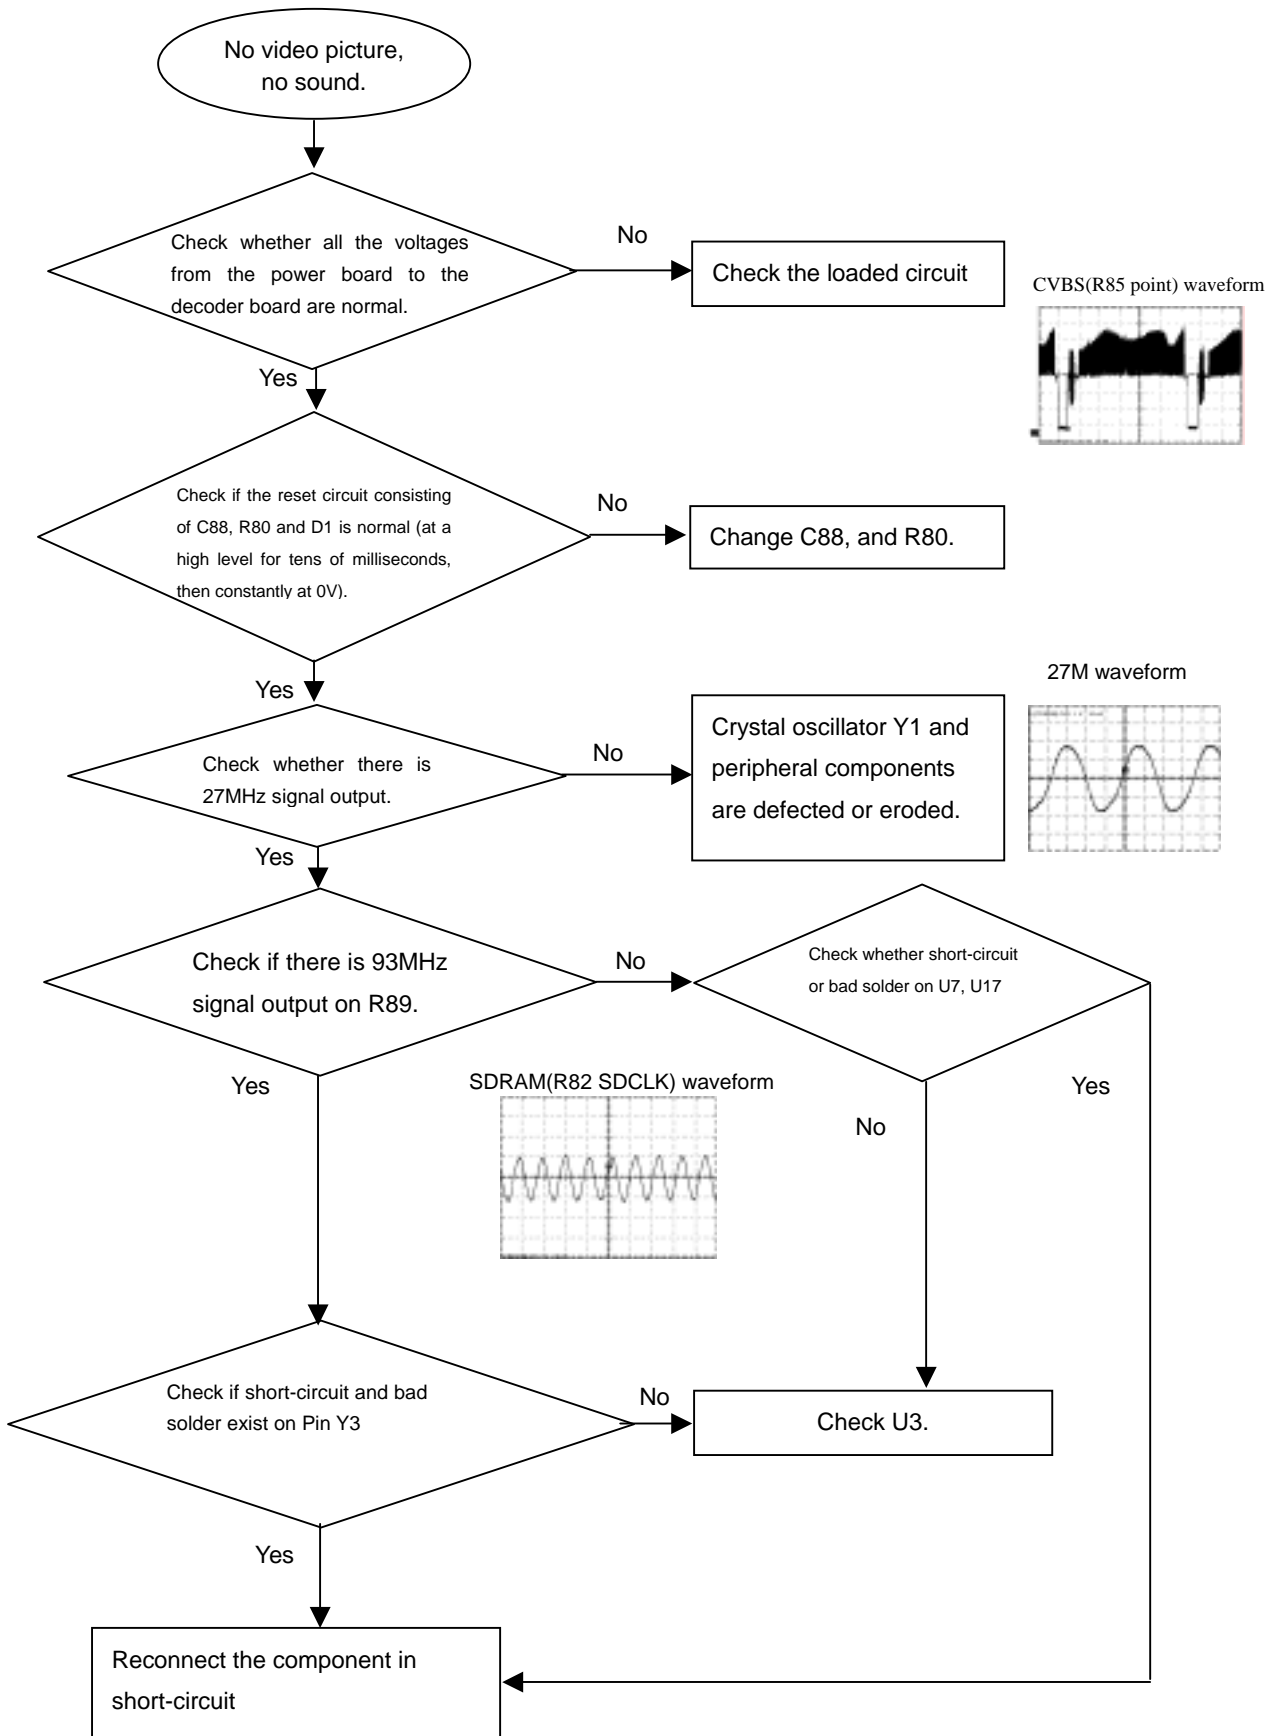 No video picture,
no sound.
Check whether all the voltages
from the power board to the
decoder board are normal.
No
Check the loaded circuit
CVBS(R85 point) waveform
Yes
Check if the reset circuit consisting
of C88, R80 and D1 is normal (at a
high level for tens of milliseconds,
then constantly at 0V).
No
Change C88, and R80.
Yes
27M waveform
Check whether there is
27MHz signal output.
No
Crystal oscillator Y1 and
peripheral components
are defected or eroded.
Yes
Check if there is 93MHz
signal output on R89.
No
Check whether short-circuit
or bad solder on U7, U17
Yes
SDRAM(R82 SDCLK) waveform
Yes
No
Check if short-circuit and bad
solder exist on Pin Y3
No
Check U3.
Yes
Reconnect the component in
short-circuit